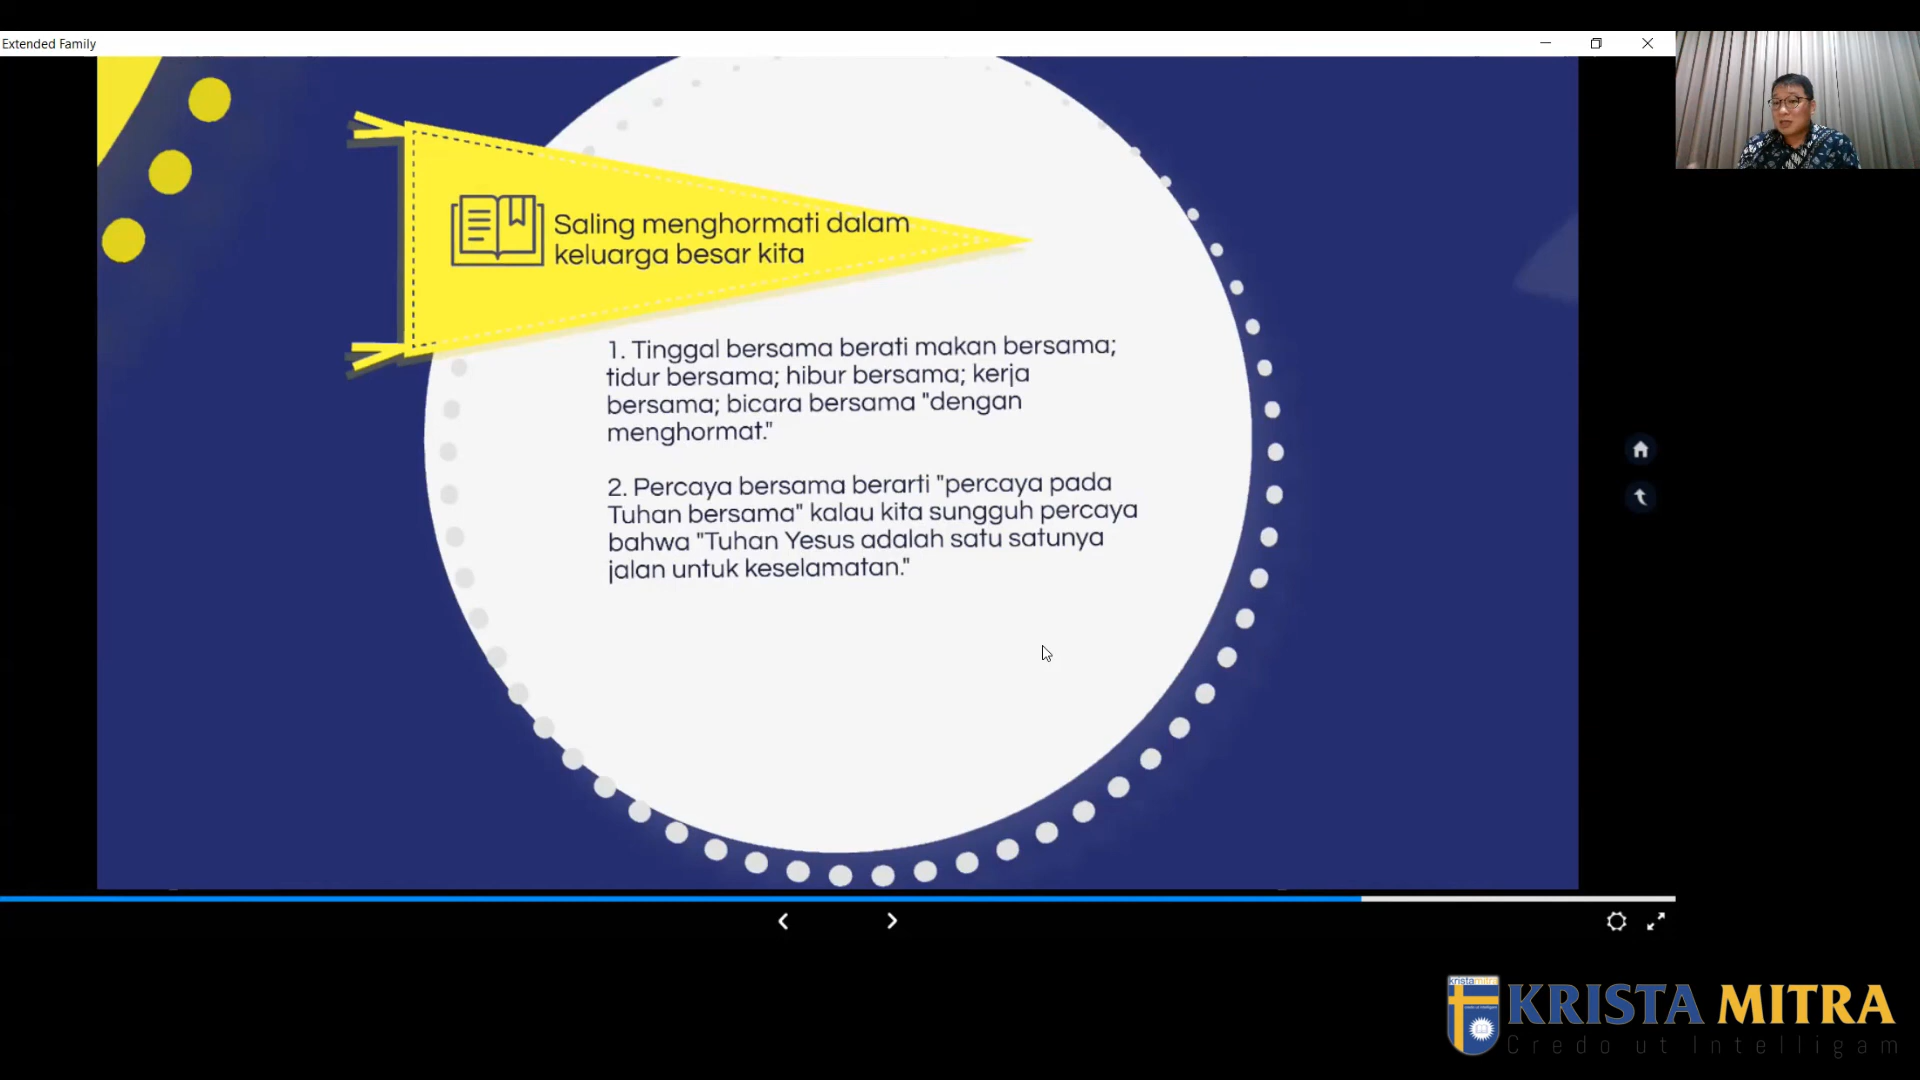 Extended Family
Saling menghormati dalam
keluarga besar kita
1. Tinggal bersama berati makan bersama;
tidur bersama; hibur bersama; kerja
bersama; bicara bersama "dengan
menghormat."
2. Percaya bersama berarti "percaya pada
Tuhan bersama" kalau kita sungguh percaya
bahwa "Tuhan Yesus adalah satu satunya
jalan untuk keselamatan."
kristamitra
KRISTA MITRA
Credo ut Intelligam